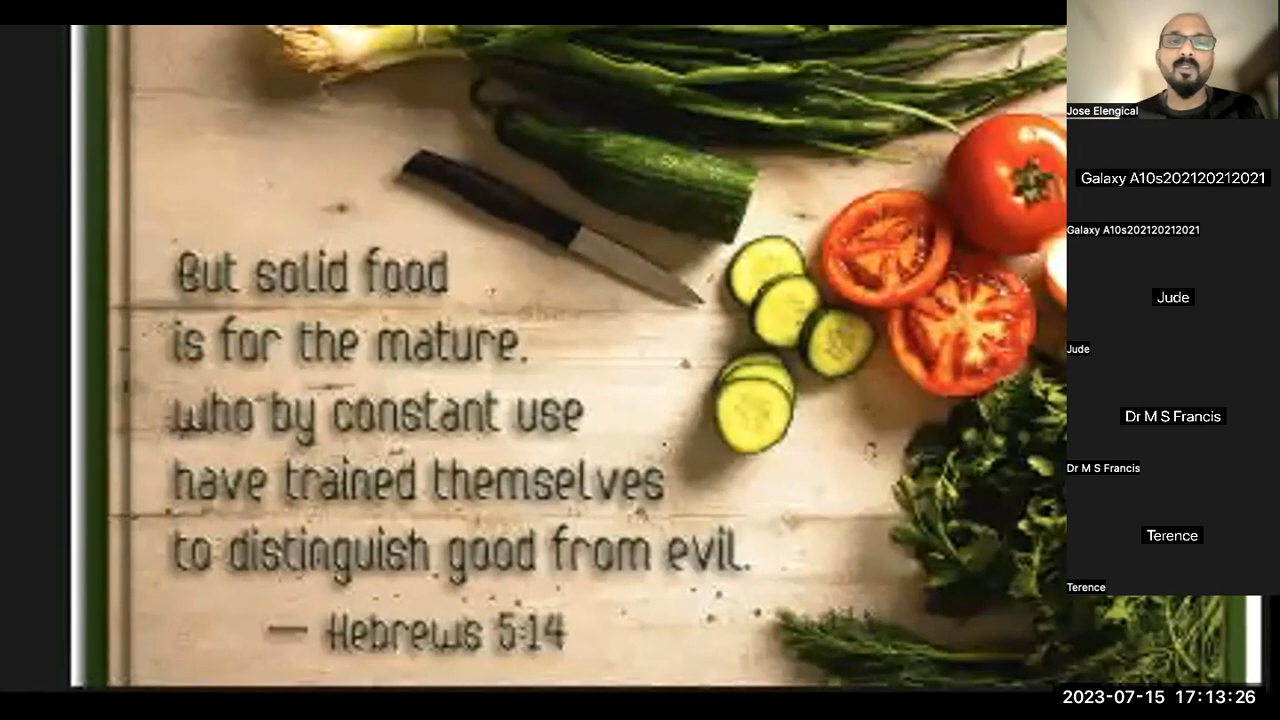 But solid food
is for the mature,
who by constant use
have trained themselves
to distinguish good from evil.
— Hebrews 5:14
Jose Elengical
Galaxy A10s202120212021
Galaxy A10s202120212021
Jude
Jude
Dr M S Francis
Dr M S Francis
Terence
Terence
2023-07-15 17:13:26